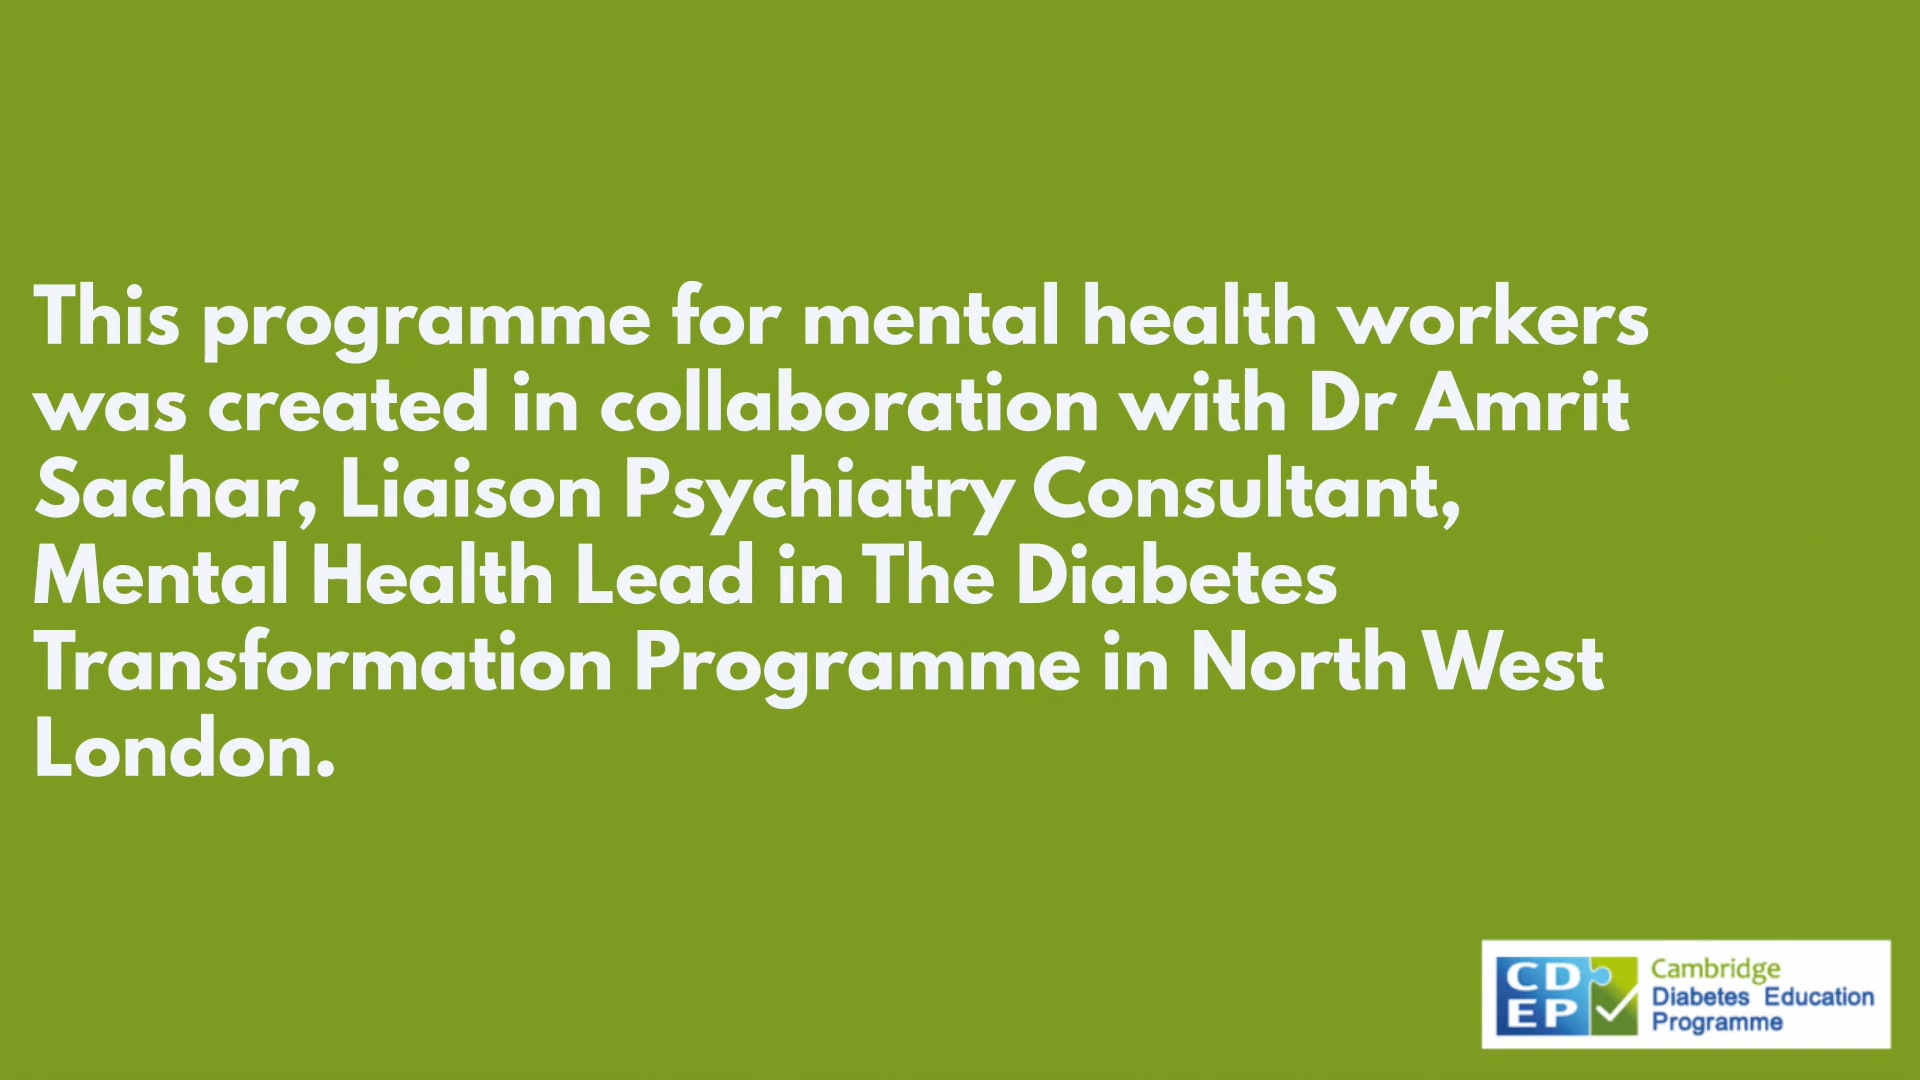 This programme for mental health workers
was created in collaboration with Dr Amrit
Sachar, Liaison Psychiatry Consultant,
Mental Health Lead in The Diabetes
Transformation Programme in North West
London.
CD
EP
Cambridge
Diabetes Education
Programme